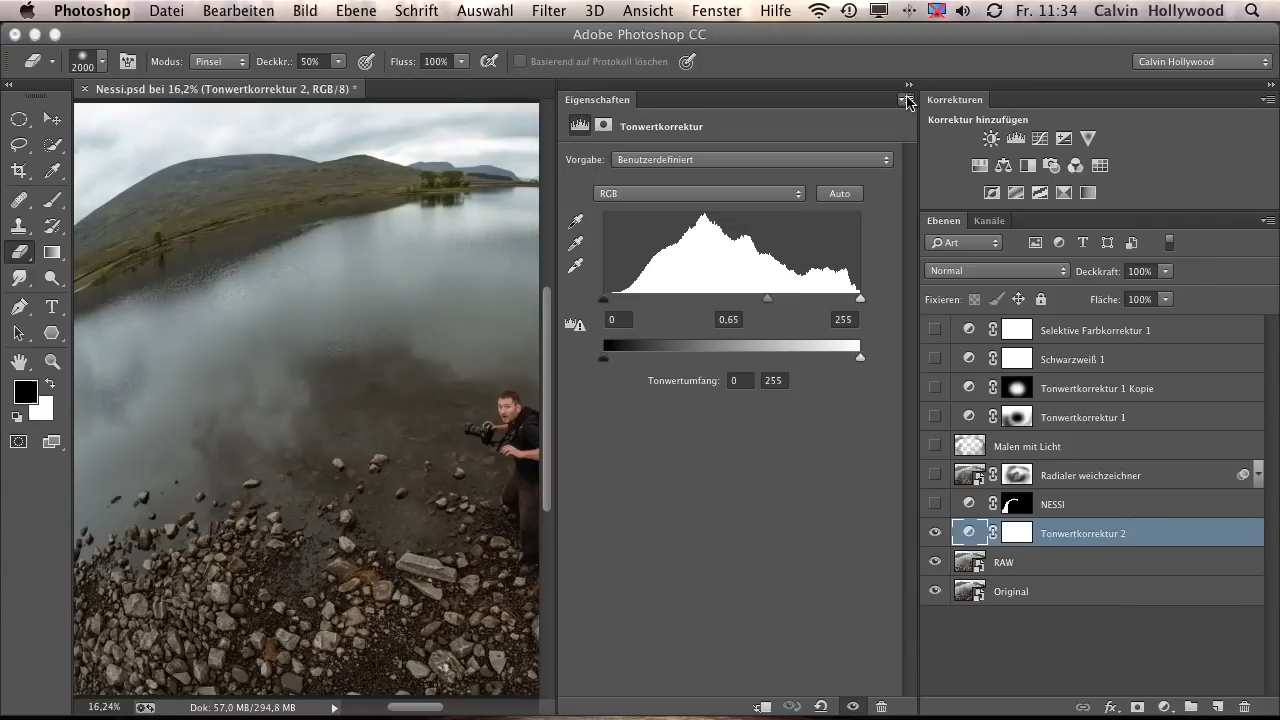 Photoshop Datei Bearbeiten Bild Ebene Schrift Auswahl Filter 3D Ansicht Fenster Hilfe Fr. 11:34 Calvin Hollywood
Adobe Photoshop CC
2000 Modus: Pinsel Deckkr.: 50% Fluss: 100% Basierend auf Protokoll löschen Calvin Hollywood
× Nessi.psd bei 16,2% (Tonwertkorrektur 2, RGB/8) *
Eigenschaften
Tonwertkorrektur
Vorgabe: Benutzerdefiniert
RGB Auto
0 0,65 255
Tonwertumfang: 0 255
Korrekturen
Korrektur hinzufügen
Ebenen Kanäle
Art
Normal Deckkraft: 100%
Fixieren: Fläche: 100%
Selektive Farbkorrektur 1
Schwarzweiß 1
Tonwertkorrektur 1 Kopie
Tonwertkorrektur 1
Malen mit Licht
Radialer weichzeichner
NESSI
Tonwertkorrektur 2
RAW
Original
16,24% Dok: 57,0 MB/294,8 MB
fx